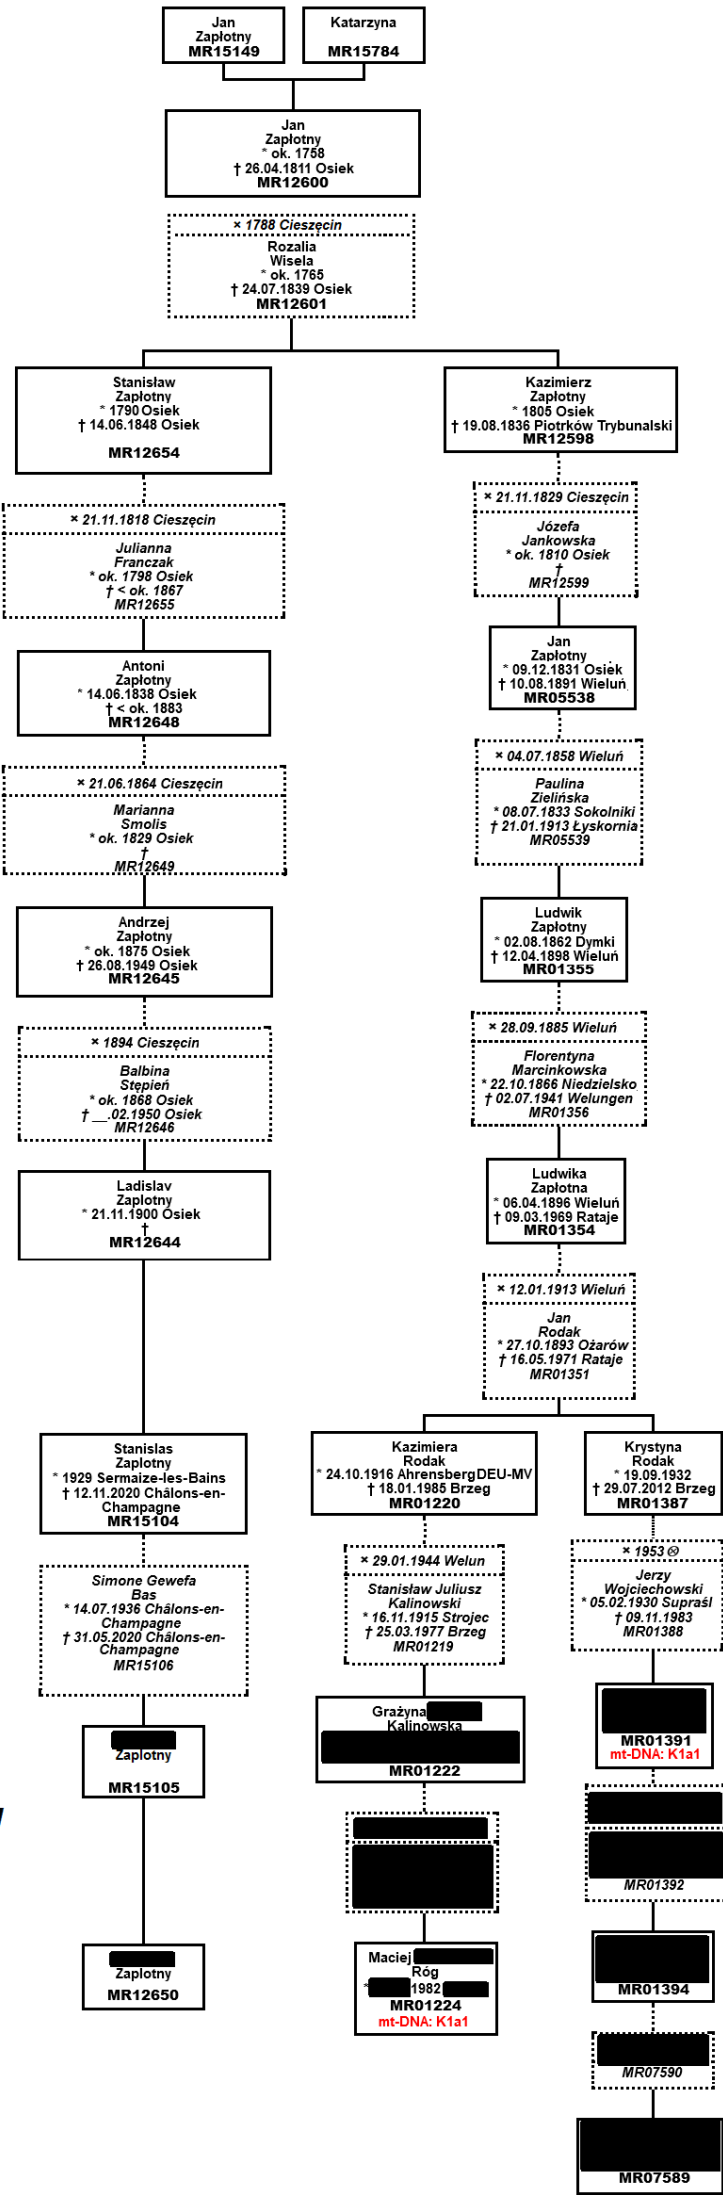 Jan
Zapłotny
MR15149
Katarzyna
MR15784
Jan
Zapłotny
* ok. 1758
† 26.04.1811 Osiek
MR12600
× 1788 Cieszęcin
Rozalia
Wisela
* ok. 1765
† 24.07.1839 Osiek
MR12601
Stanisław
Zapłotny
* 1790 Osiek
† 14.06.1848 Osiek
MR12654
× 21.11.1818 Cieszęcin
Julianna
Franczak
* ok. 1798 Osiek
† < ok. 1867
MR12655
Antoni
Zapłotny
* 14.06.1838 Osiek
† < ok. 1883
MR12648
× 21.06.1864 Cieszęcin
Marianna
Smolis
* ok. 1829 Osiek
†
MR12649
Andrzej
Zapłotny
* ok. 1875 Osiek
† 26.08.1949 Osiek
MR12645
× 1894 Cieszęcin
Balbina
Stępień
* ok. 1868 Osiek
† __.02.1950 Osiek
MR12646
Ladislav
Zaplotny
* 21.11.1900 Osiek
†
MR12644
Stanislas
Zaplotny
* 1929 Sermaize-les-Bains
† 12.11.2020 Châlons-en-
Champagne
MR15104
Simone Gewefa
Bas
* 14.07.1936 Châlons-en-
Champagne
† 31.05.2020 Châlons-en-
Champagne
MR15106
Zaplotny
MR15105
Zaplotny
MR12650
Kazimierz
Zapłotny
* 1805 Osiek
† 19.08.1836 Piotrków Trybunalski
MR12598
× 21.11.1829 Cieszęcin
Józefa
Jankowska
* ok. 1810 Osiek
†
MR12599
Jan
Zapłotny
* 09.12.1831 Osiek
† 10.08.1891 Wieluń
MR05538
× 04.07.1858 Wieluń
Paulina
Zielińska
* 08.07.1833 Sokolniki
† 21.01.1913 Łyskornia
MR05539
Ludwik
Zapłotny
* 02.08.1862 Dymki
† 12.04.1898 Wieluń
MR01355
× 28.09.1885 Wieluń
Florentyna
Marcinkowska
* 22.10.1866 Niedzielsko
† 02.07.1941 Welungen
MR01356
Ludwika
Zapłotna
* 06.04.1896 Wieluń
† 09.03.1969 Rataje
MR01354
× 12.01.1913 Wieluń
Jan
Rodak
* 27.10.1893 Ożarów
† 16.05.1971 Rataje
MR01351
Kazimiera
Rodak
* 24.10.1916 Ahrensberg DEU-MV
† 18.01.1985 Brzeg
MR01220
× 29.01.1944 Welun
Stanisław Juliusz
Kalinowski
* 16.11.1915 Strojec
† 25.03.1977 Brzeg
MR01219
Grażyna
Kalinowska
MR01222
Maciej
Róg
* 1982
MR01224
mt-DNA: K1a1
Krystyna
Rodak
* 19.09.1932
† 29.07.2012 Brzeg
MR01387
× 1953 ⊗
Jerzy
Wojciechowski
* 05.02.1930 Supraśl
† 09.11.1983
MR01388
MR01391
mt-DNA: K1a1
MR01392
MR01394
MR07590
MR07589